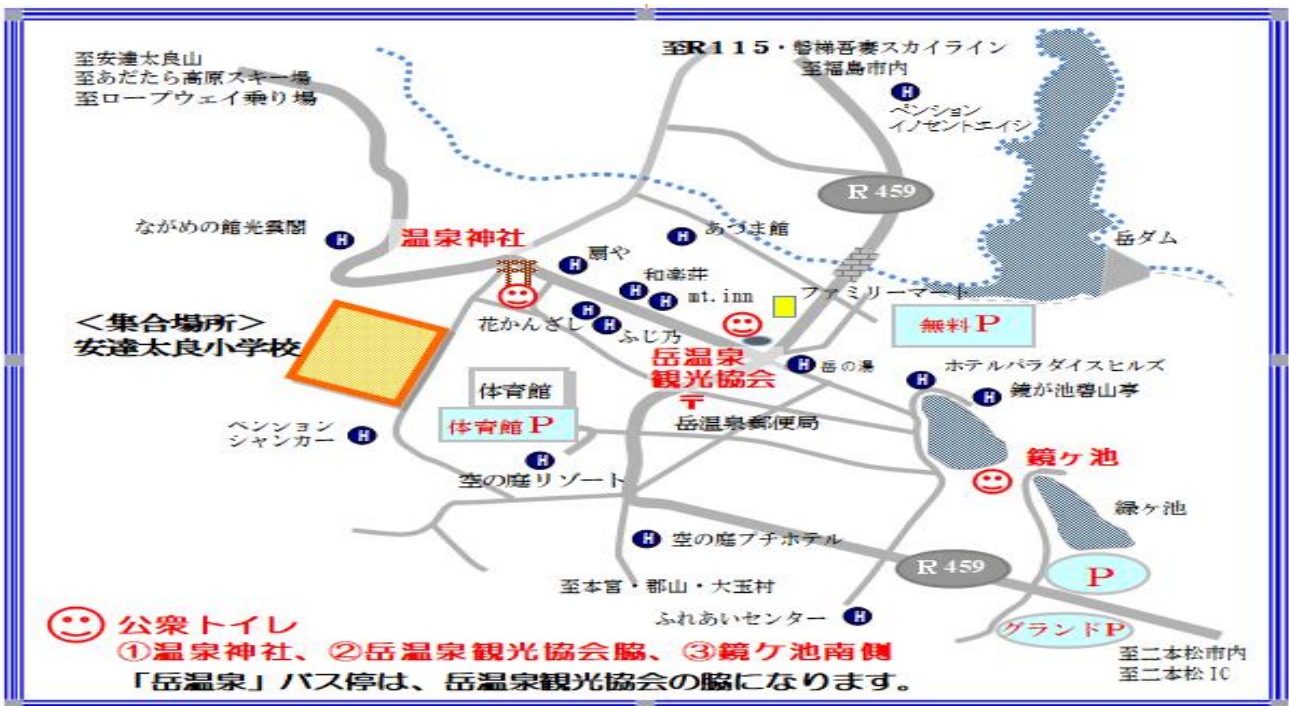 至安達太良山
至あだたら高原スキー場
至ロープウェイ乗り場
至R115・磐梯吾妻スカイライン
至福島市内
H
ペンション
イノセントエイジ
R 459
ながめの館光雲閣
H
温泉神社
H
扇や
H
あづま館
岳ダム
和楽荘
H
H
mt.inn
ファミリーマート
無料P
<集合場所>
安達太良小学校
花かんざし
H
H
ふじ乃
岳温泉
観光協会
〒
岳温泉郵便局
H
岳の湯
ホテルパラダイスヒルズ
H
H
鏡が池碧山亭
体育館
体育館P
ペンション
シャンカー
H
H
空の庭リゾート
鏡ヶ池
緑ヶ池
H
空の庭プチホテル
R 459
P
至本宮・郡山・大玉村
ふれあいセンター
H
グランドP
至二本松市内
至二本松IC
公衆トイレ
①温泉神社、②岳温泉観光協会脇、③鏡ケ池南側
「岳温泉」バス停は、岳温泉観光協会の脇になります。